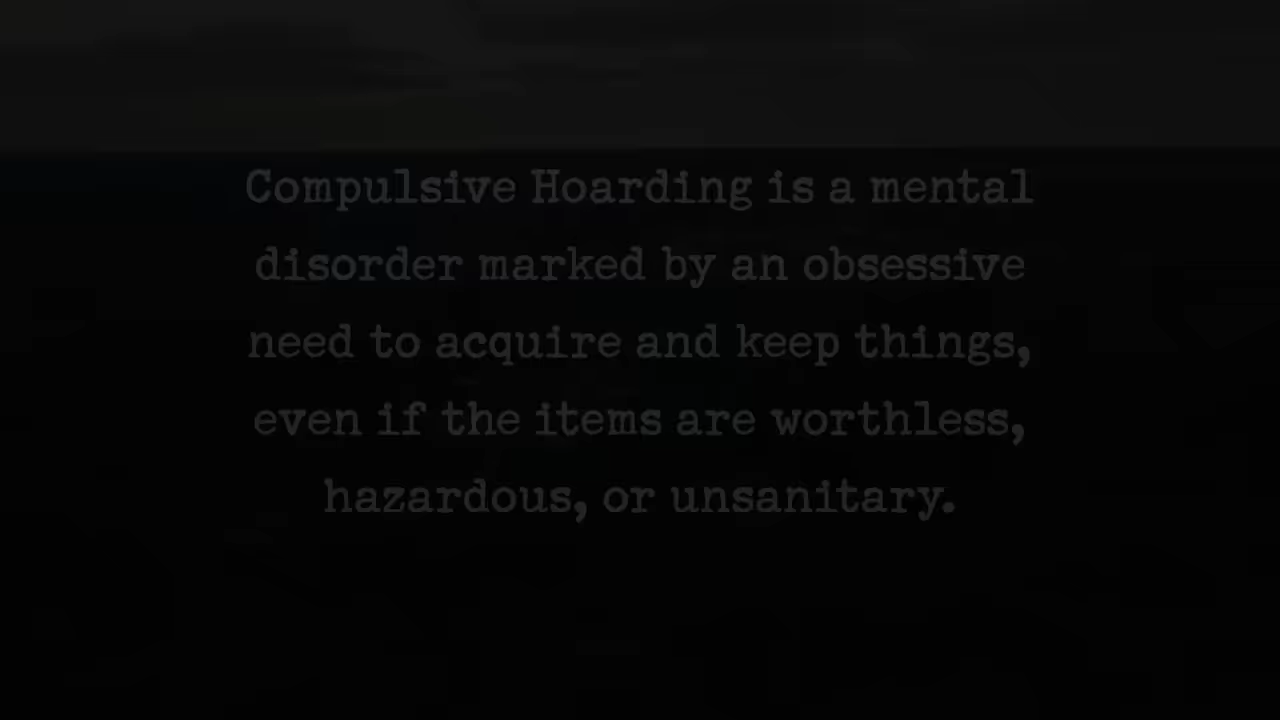 Compulsive Hoarding is a mental
disorder marked by an obsessive
need to acquire and keep things,
even if the items are worthless,
hazardous, or unsanitary.